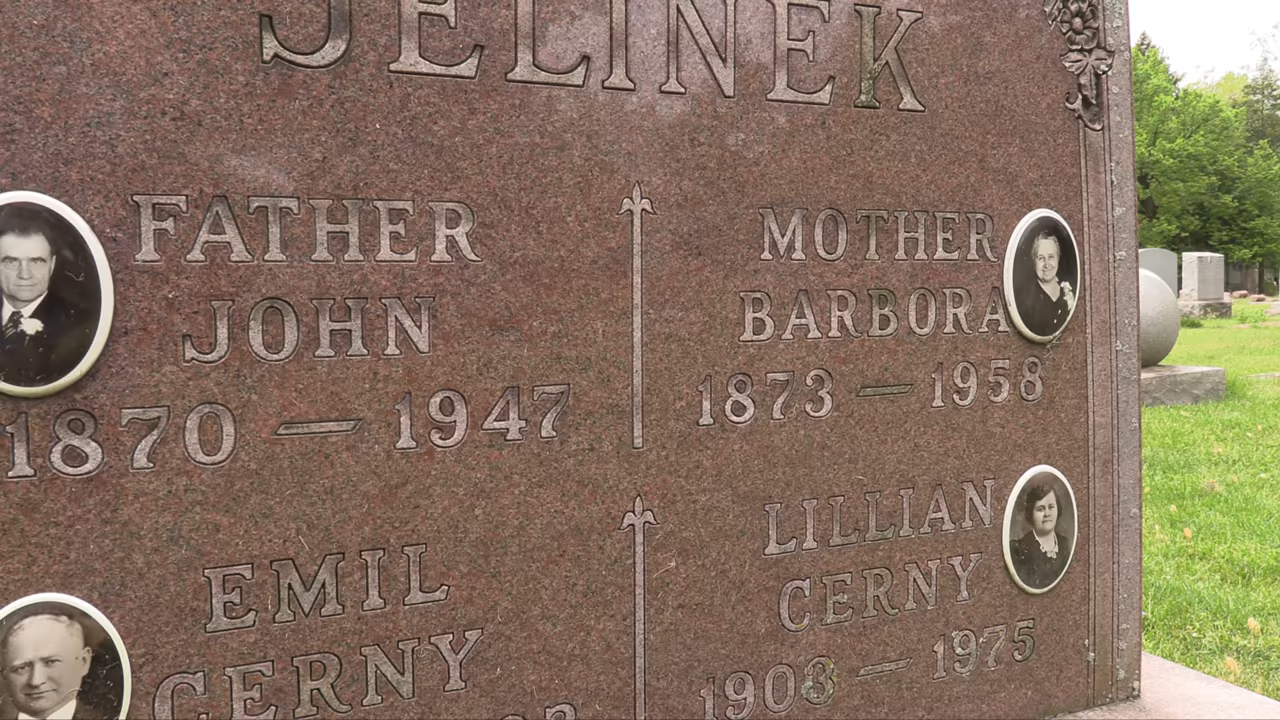 JELINEK
FATHER
JOHN
1870 — 1947
MOTHER
BARBORA
1873 — 1958
EMIL
CERNY
LILLIAN
CERNY
1903 — 1975